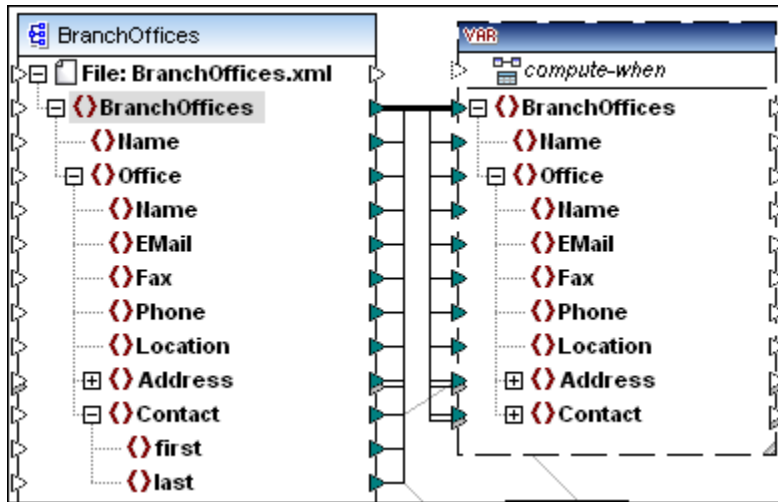 BranchOffices
File: BranchOffices.xml
{}BranchOffices
{}Name
{}Office
{}Name
{}EMail
{}Fax
{}Phone
{}Location
{}Address
{}Contact
{}first
{}last
VAR
compute-when
{}BranchOffices
{}Name
{}Office
{}Name
{}EMail
{}Fax
{}Phone
{}Location
{}Address
{}Contact